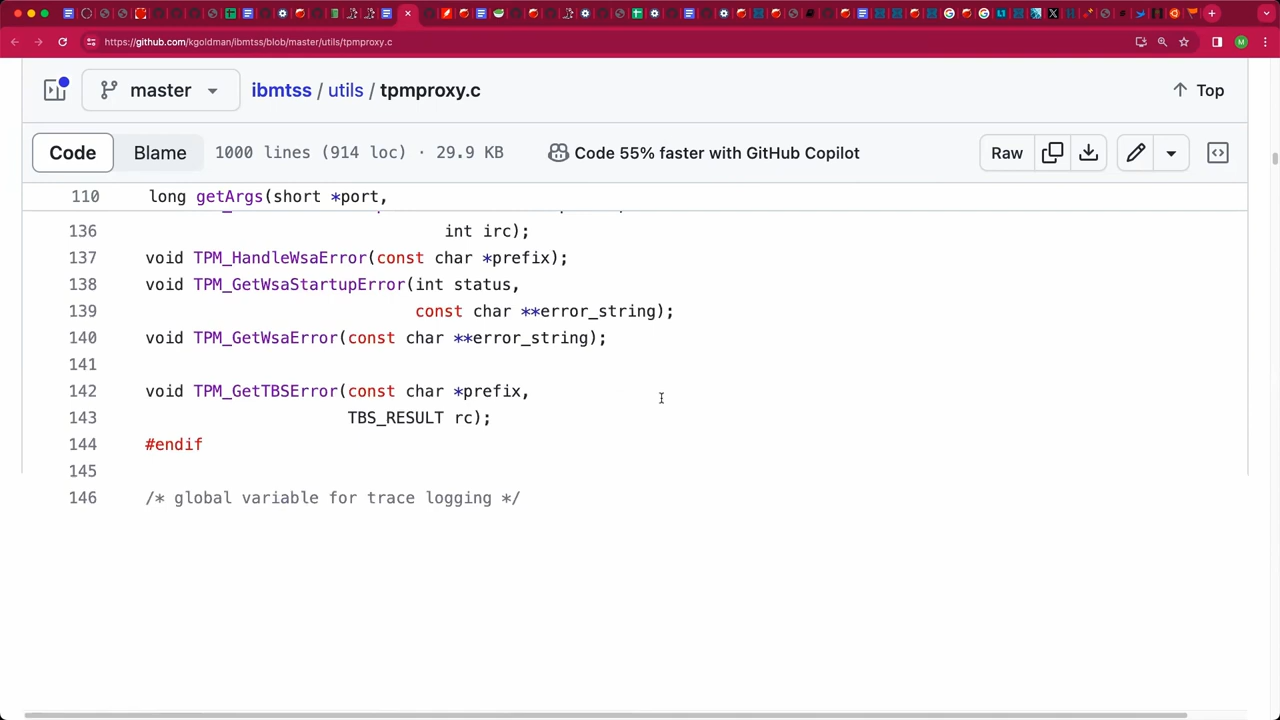 https://github.com/kgoldman/ibmtss/blob/master/utils/tpmproxy.c
M
master
ibmtss / utils / tpmproxy.c
Top
Code
Blame
1000 lines (914 loc) · 29.9 KB
Code 55% faster with GitHub Copilot
Raw
110 long getArgs(short *port,
136 int irc);
137 void TPM_HandleWsaError(const char *prefix);
138 void TPM_GetWsaStartupError(int status,
139 const char **error_string);
140 void TPM_GetWsaError(const char **error_string);
141
142 void TPM_GetTBSError(const char *prefix,
143 TBS_RESULT rc);
144 #endif
145
146 /* global variable for trace logging */